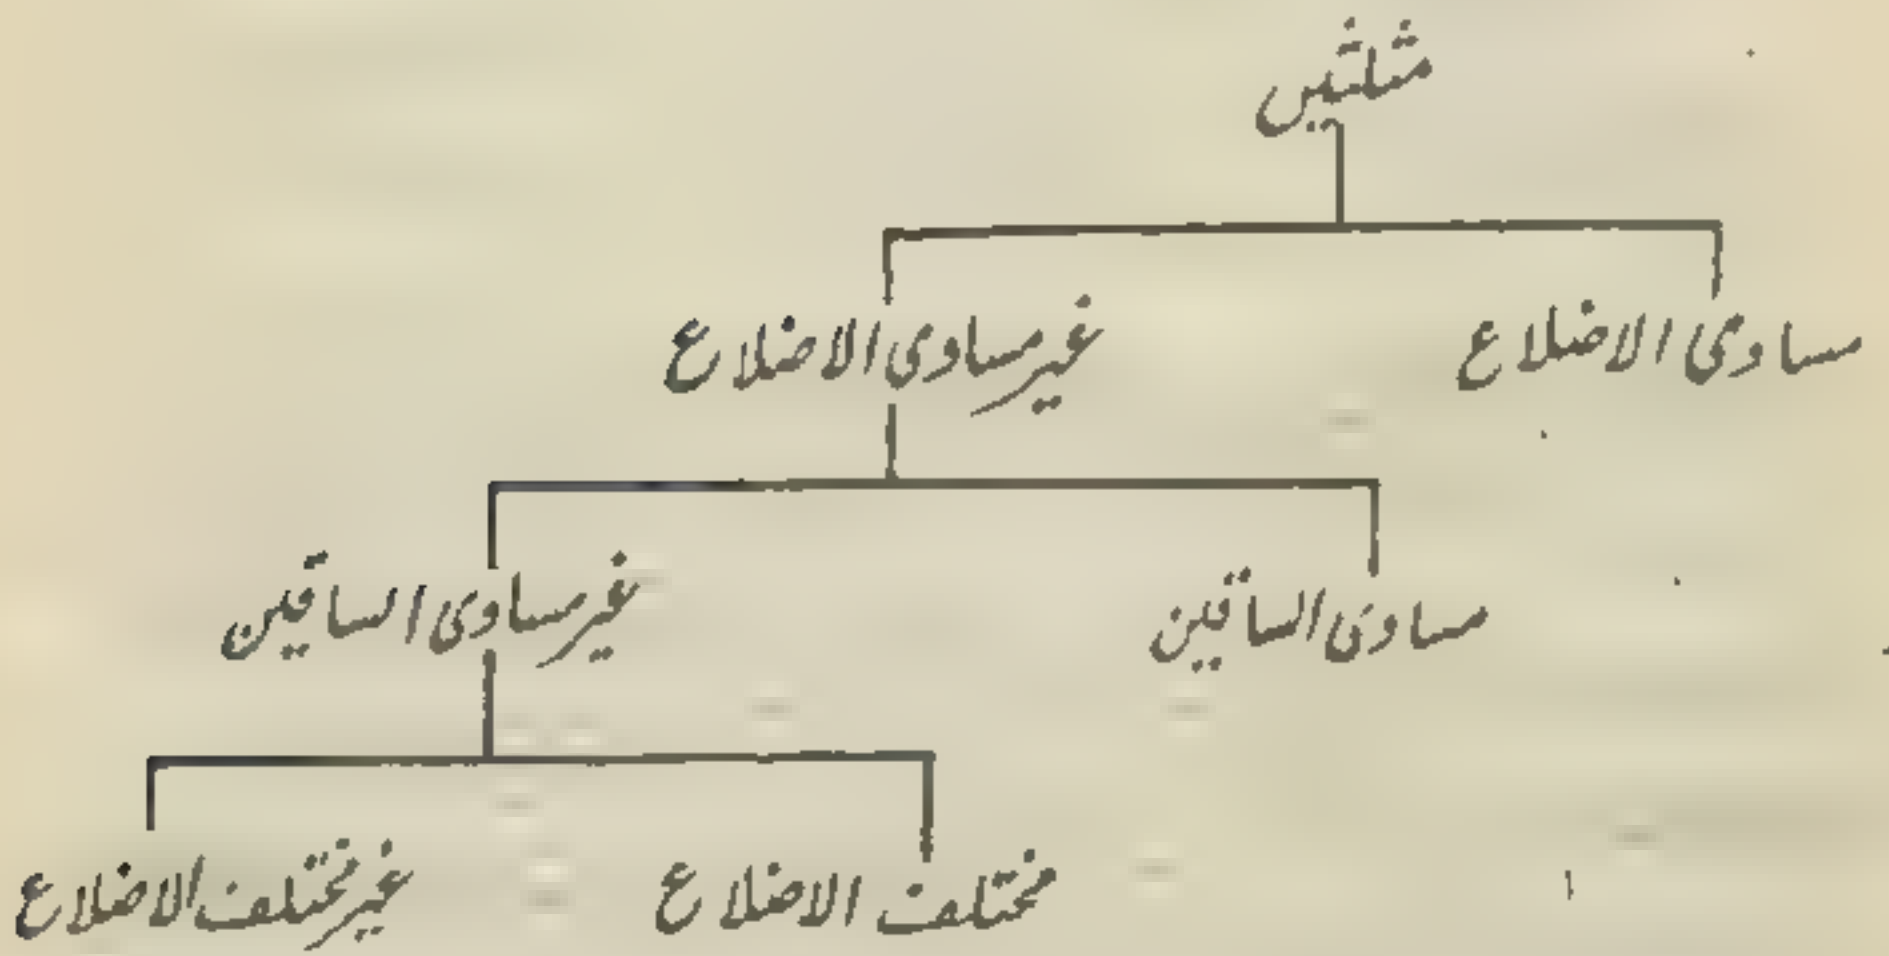 مثلثیں
مساوی الاضلاع
غیر مساوی الاضلاع
مساوی الساقین
غیر مساوی الساقین
مختلف الاضلاع
غیر مختلف الاضلاع